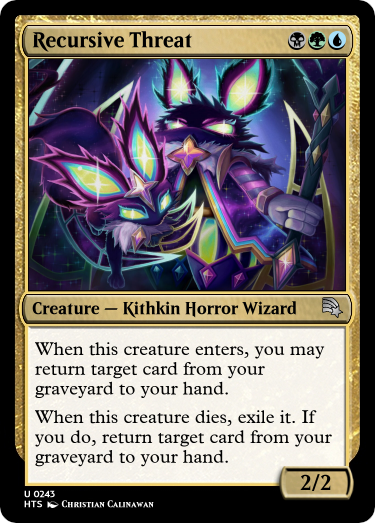 Recursive Threat
Creature — Kithkin Horror Wizard
When this creature enters, you may
return target card from your
graveyard to your hand.
When this creature dies, exile it. If
you do, return target card from your
graveyard to your hand.
2/2
U 0243
HTS Christian Calinawan